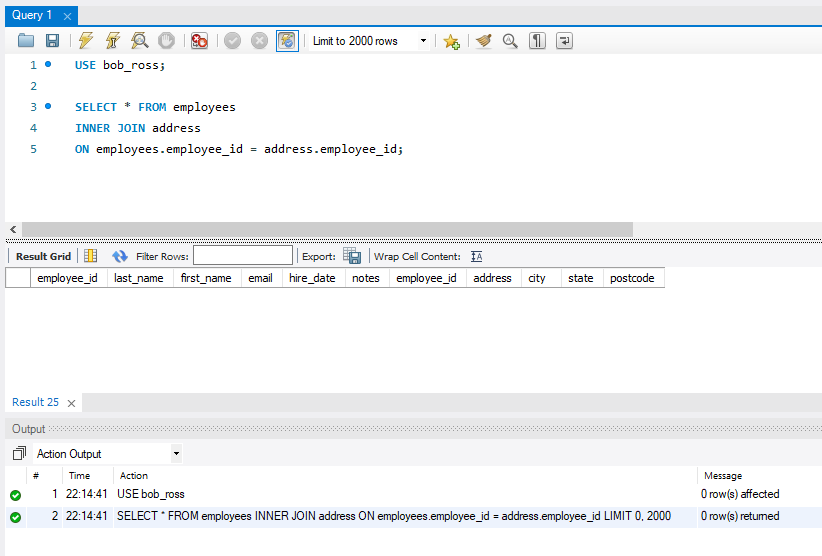 Query 1
Limit to 2000 rows
1 USE bob_ross;
2
3 SELECT * FROM employees
4 INNER JOIN address
5 ON employees.employee_id = address.employee_id;
Result Grid Filter Rows: Export: Wrap Cell Content:
employee_id last_name first_name email hire_date notes employee_id address city state postcode
Result 25
Output
Action Output
# Time Action Message
1 22:14:41 USE bob_ross 0 row(s) affected
2 22:14:41 SELECT * FROM employees INNER JOIN address ON employees.employee_id = address.employee_id LIMIT 0, 2000 0 row(s) returned